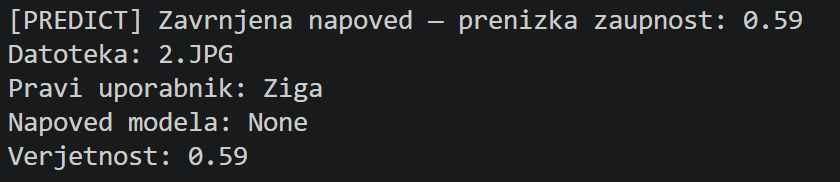 [PREDICT] Zavrnjena napoved – prenizka zaupnost: 0.59
Datoteka: 2.JPG
Pravi uporabnik: Ziga
Napoved modela: None
Verjetnost: 0.59